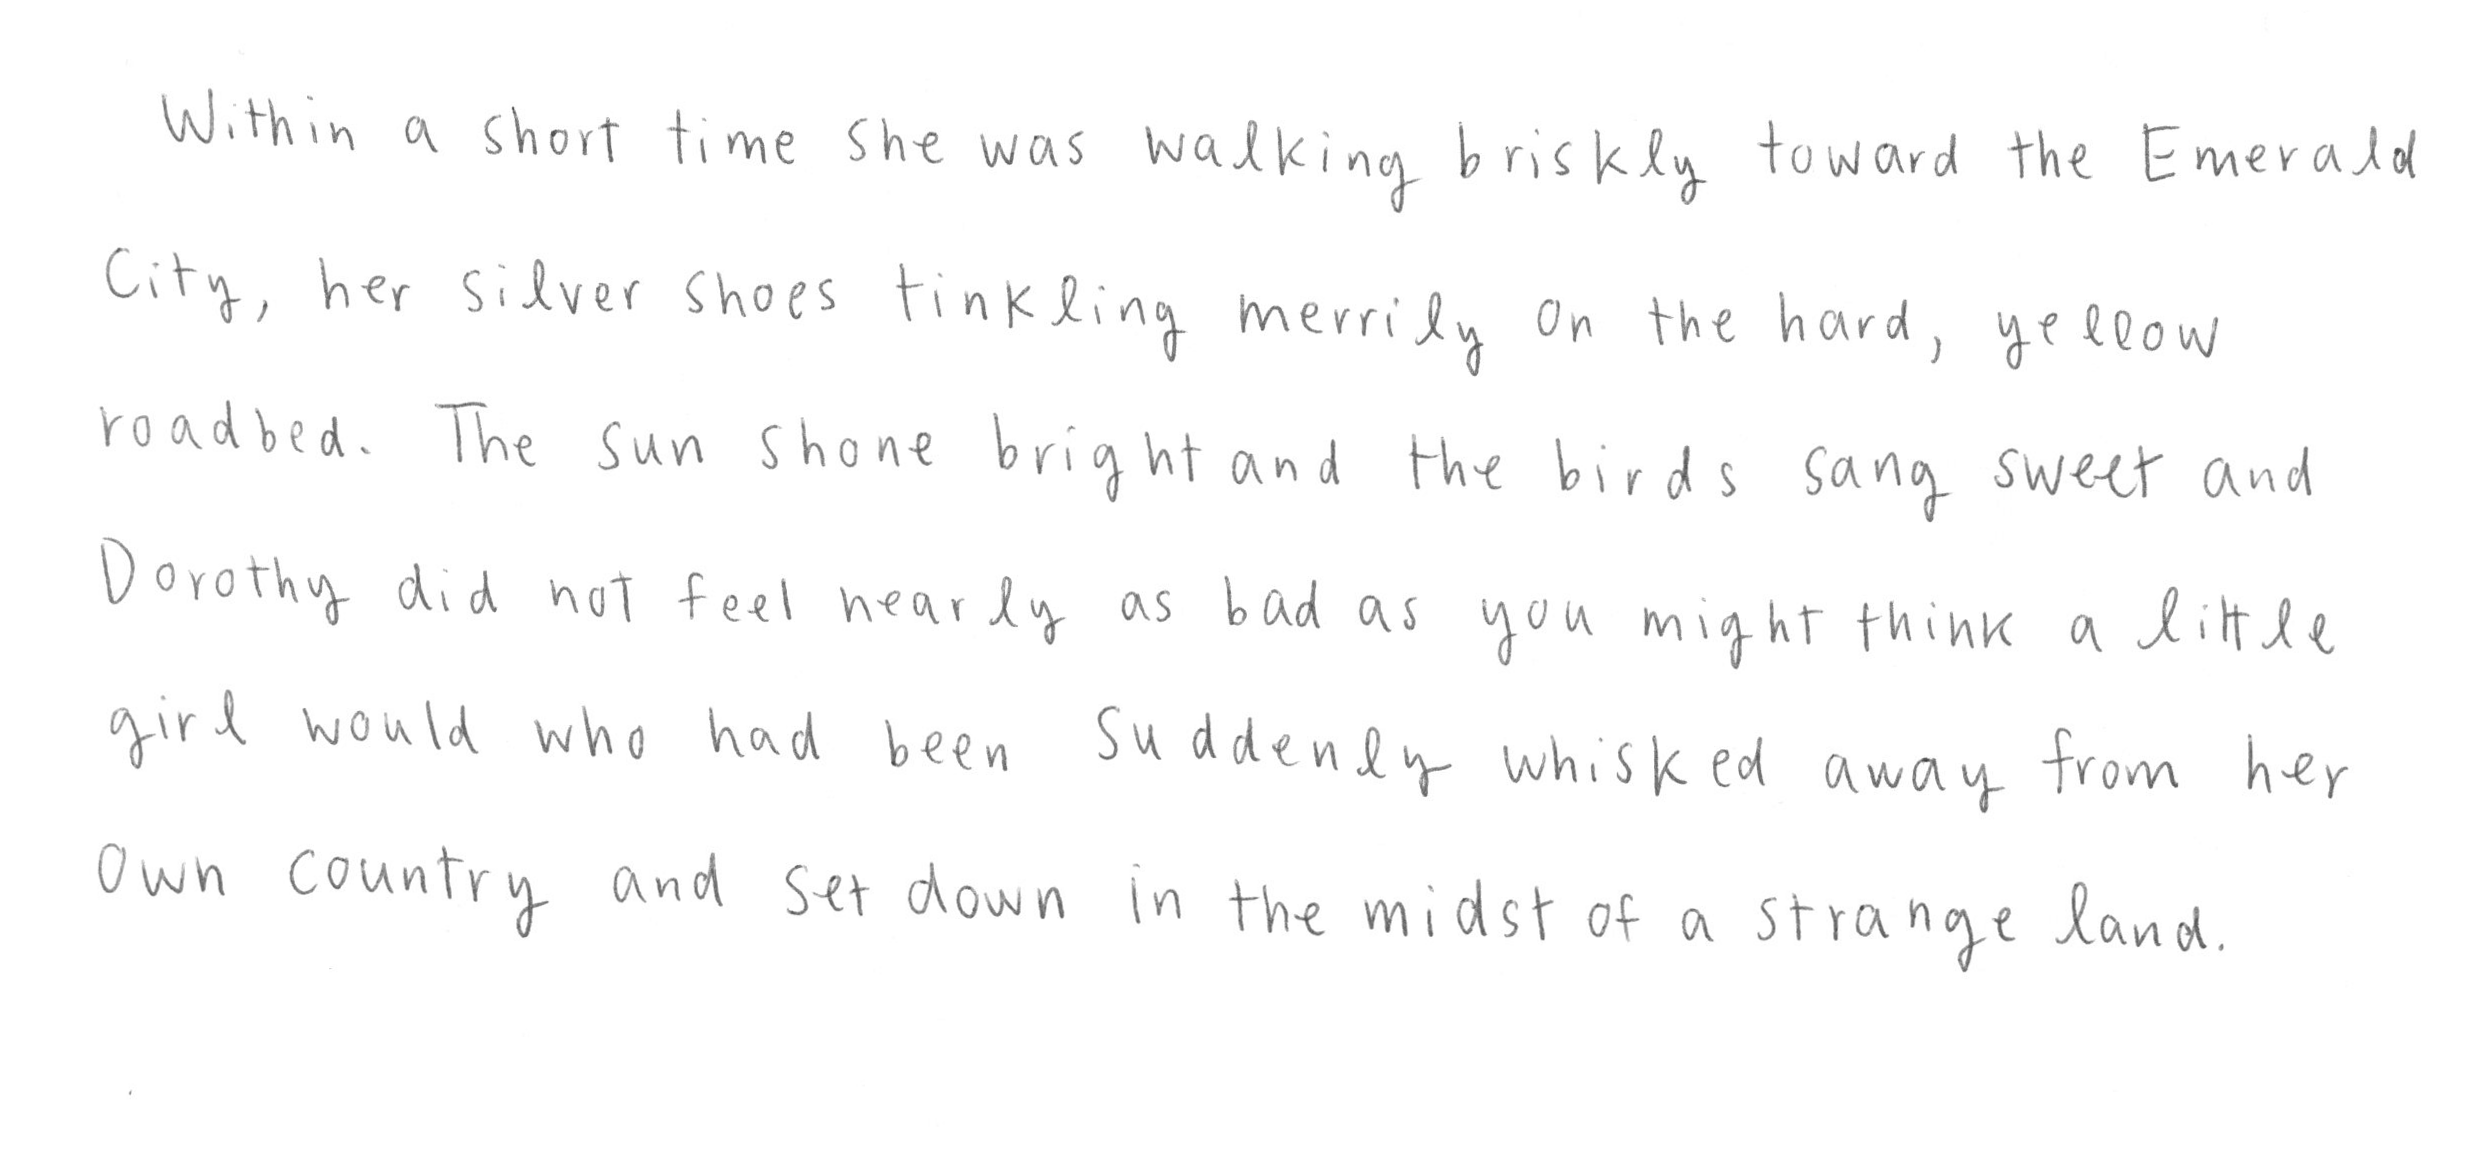 Within a short time she was walking briskly toward the Emerald
City, her silver shoes tinkling merrily on the hard, yellow
roadbed. The sun shone bright and the birds sang sweet and
Dorothy did not feel nearly as bad as you might think a little
girl would who had been suddenly whisked away from her
own country and set down in the midst of a strange land.